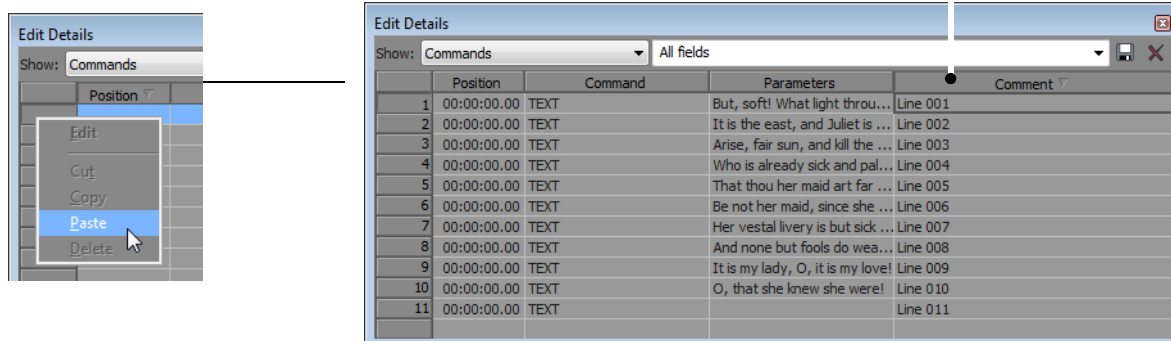 Edit Details
Show: Commands
Position
Edit
Cut
Copy
Paste
Delete
Edit Details
Show: Commands All fields
Position Command Parameters Comment
1 00:00:00.00 TEXT But, soft! What light throu... Line 001
2 00:00:00.00 TEXT It is the east, and Juliet is ... Line 002
3 00:00:00.00 TEXT Arise, fair sun, and kill the ... Line 003
4 00:00:00.00 TEXT Who is already sick and pal... Line 004
5 00:00:00.00 TEXT That thou her maid art far ... Line 005
6 00:00:00.00 TEXT Be not her maid, since she ... Line 006
7 00:00:00.00 TEXT Her vestal livery is but sick ... Line 007
8 00:00:00.00 TEXT And none but fools do wea... Line 008
9 00:00:00.00 TEXT It is my lady, O, it is my love! Line 009
10 00:00:00.00 TEXT O, that she knew she were! Line 010
11 00:00:00.00 TEXT Line 011